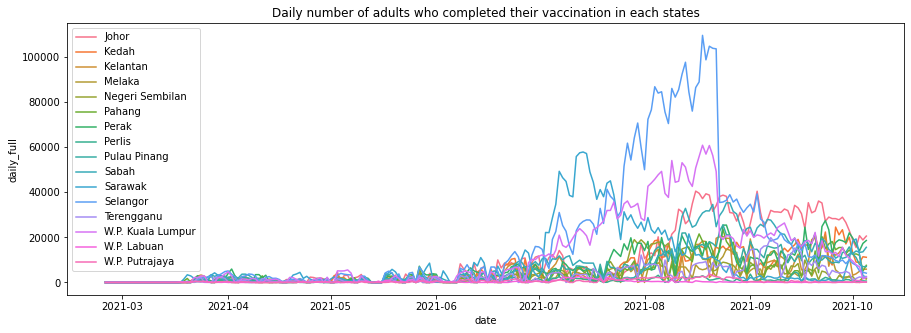 Daily number of adults who completed their vaccination in each states
daily_full
100000
80000
60000
40000
20000
0
Johor
Kedah
Kelantan
Melaka
Negeri Sembilan
Pahang
Perak
Perlis
Pulau Pinang
Sabah
Sarawak
Selangor
Terengganu
W.P. Kuala Lumpur
W.P. Labuan
W.P. Putrajaya
2021-03 2021-04 2021-05 2021-06 2021-07 2021-08 2021-09 2021-10
date